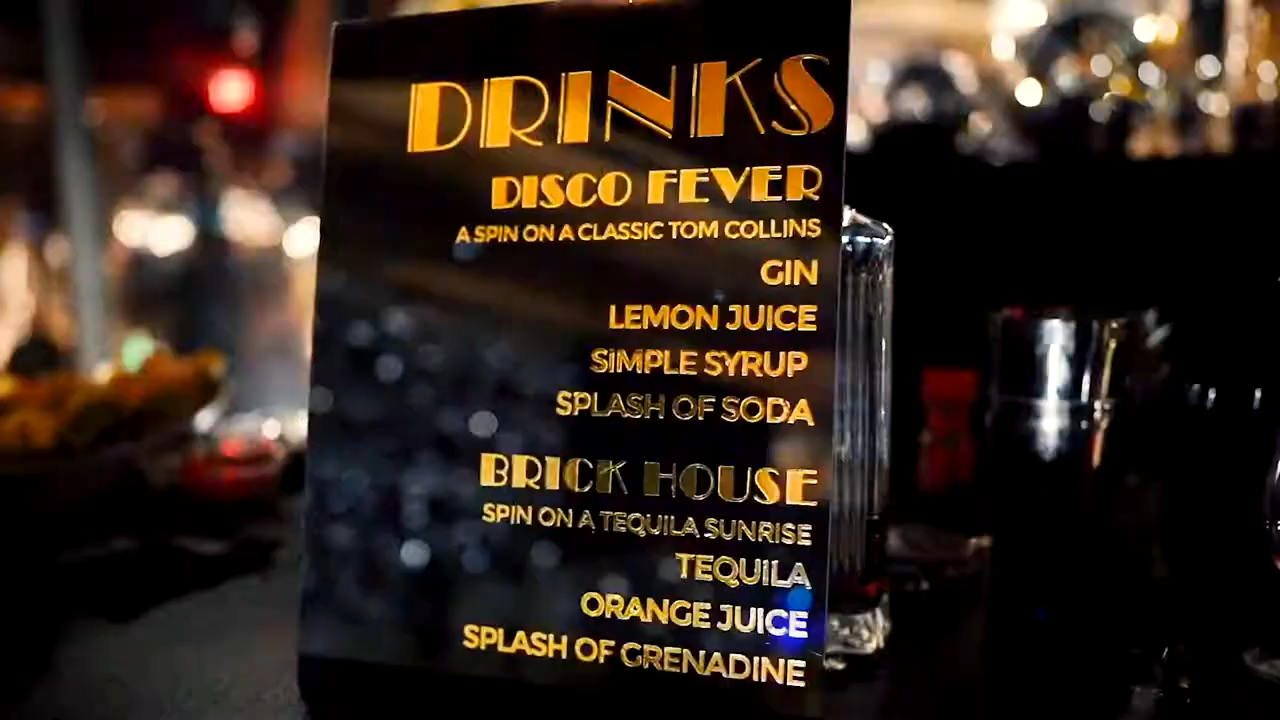 DRINKS
DISCO FEVER
A SPIN ON A CLASSIC TOM COLLINS
GIN
LEMON JUICE
SIMPLE SYRUP
SPLASH OF SODA
BRICK HOUSE
SPIN ON A TEQUILA SUNRISE
TEQUILA
ORANGE JUICE
SPLASH OF GRENADINE